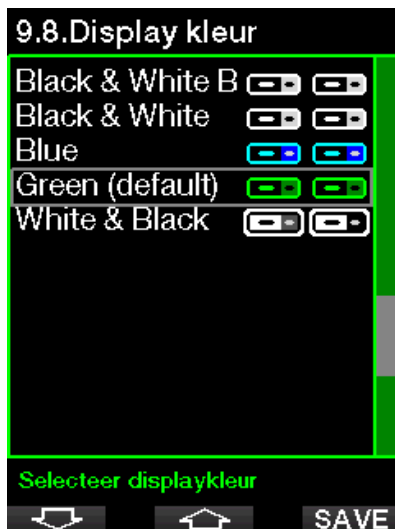 9.8.Display kleur
Black & White B
Black & White
Blue
Green (default)
White & Black
Selecteer displaykleur
SAVE